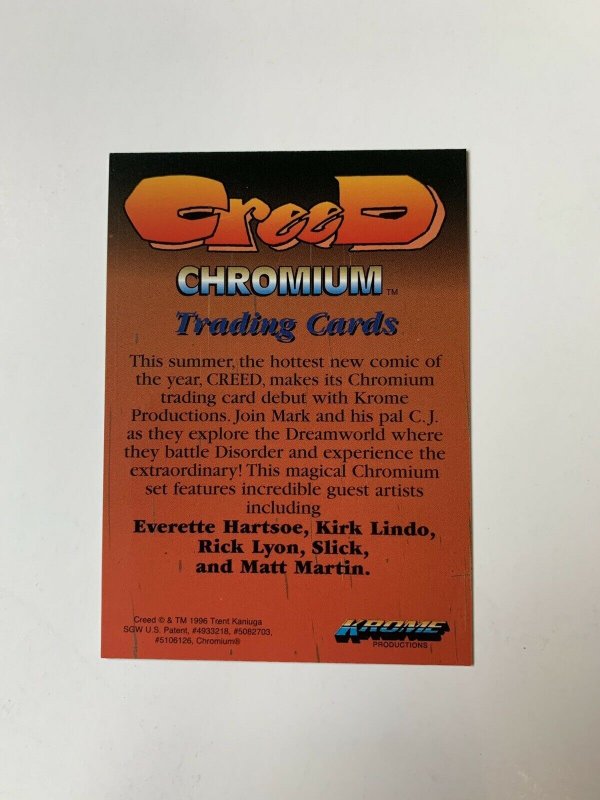 CreeD
CHROMIUM™
Trading Cards
This summer, the hottest new comic of
the year, CREED, makes its Chromium
trading card debut with Krome
Productions. Join Mark and his pal C.J.
as they explore the Dreamworld where
they battle Disorder and experience the
extraordinary! This magical Chromium
set features incredible guest artists
including
Everette Hartsoe, Kirk Lindo,
Rick Lyon, Slick,
and Matt Martin.
Creed © & TM 1996 Trent Kaniuga
SGW U.S. Patent, #4933218, #5082703,
#5106126, Chromium®
KROME
PRODUCTIONS